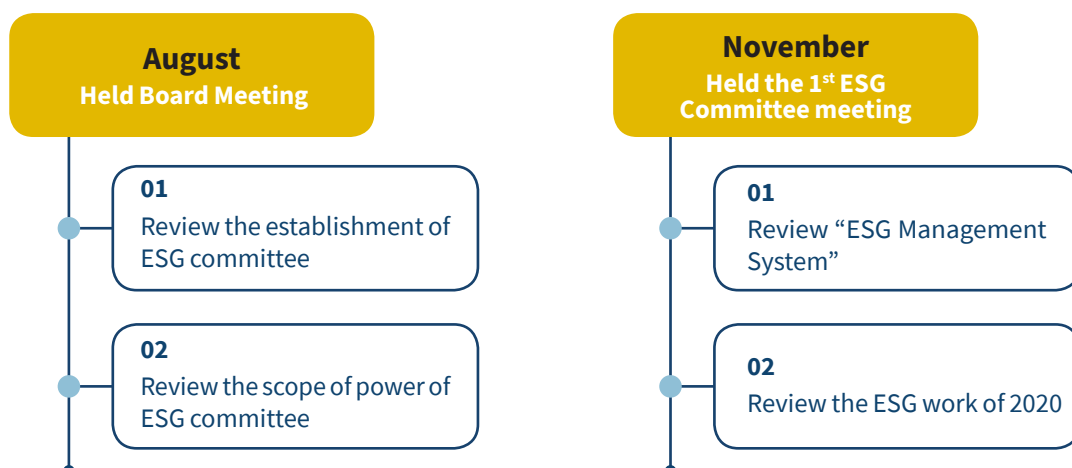 August
Held Board Meeting
01
Review the establishment of
ESG committee
02
Review the scope of power of
ESG committee
November
Held the 1st ESG
Committee meeting
01
Review “ESG Management
System”
02
Review the ESG work of 2020